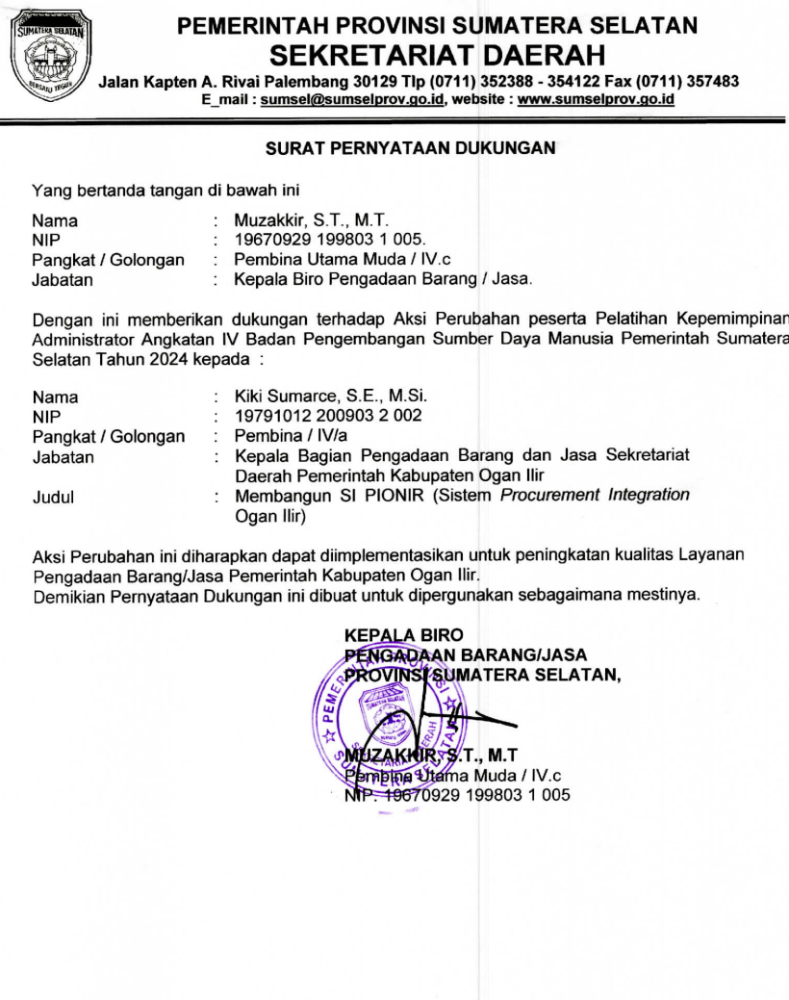 SUMATERA SELATAN
BERSATU TEGUH
PEMERINTAH PROVINSI SUMATERA SELATAN
SEKRETARIAT DAERAH
Jalan Kapten A. Rivai Palembang 30129 Tlp (0711) 352388 - 354122 Fax (0711) 357483
E_mail : sumsel@sumselprov.go.id, website : www.sumselprov.go.id
SURAT PERNYATAAN DUKUNGAN
Yang bertanda tangan di bawah ini
Nama : Muzakkir, S.T., M.T.
NIP : 19670929 199803 1 005.
Pangkat / Golongan : Pembina Utama Muda / IV.c
Jabatan : Kepala Biro Pengadaan Barang / Jasa.
Dengan ini memberikan dukungan terhadap Aksi Perubahan peserta Pelatihan Kepemimpinan
Administrator Angkatan IV Badan Pengembangan Sumber Daya Manusia Pemerintah Sumatera
Selatan Tahun 2024 kepada :
Nama : Kiki Sumarce, S.E., M.Si.
NIP : 19791012 200903 2 002
Pangkat / Golongan : Pembina / IV/a
Jabatan : Kepala Bagian Pengadaan Barang dan Jasa Sekretariat
Daerah Pemerintah Kabupaten Ogan Ilir
Judul : Membangun SI PIONIR (Sistem Procurement Integration
Ogan Ilir)
Aksi Perubahan ini diharapkan dapat diimplementasikan untuk peningkatan kualitas Layanan
Pengadaan Barang/Jasa Pemerintah Kabupaten Ogan Ilir.
Demikian Pernyataan Dukungan ini dibuat untuk dipergunakan sebagaimana mestinya.
KEPALA BIRO
PENGADAAN BARANG/JASA
PROVINSI SUMATERA SELATAN,
PEMERINTAH PROVINSI
SUMATERA SELATAN
SEKRETARIAT DAERAH
SUMATERA SELATAN
MUZAKKIR, S.T., M.T
Pembina Utama Muda / IV.c
NIP. 19670929 199803 1 005